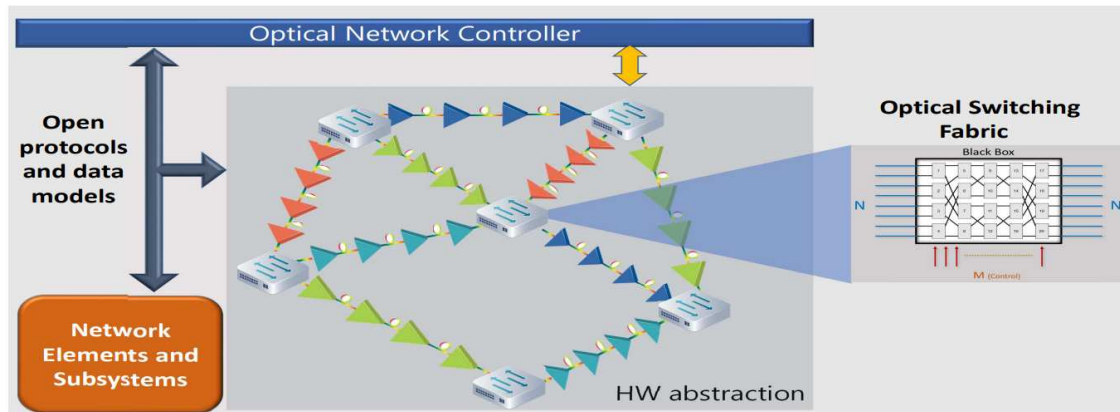 Optical Network Controller
Open
protocols
and data
models
Network
Elements and
Subsystems
HW abstraction
Optical Switching
Fabric
Black Box
N
N
M (Control)